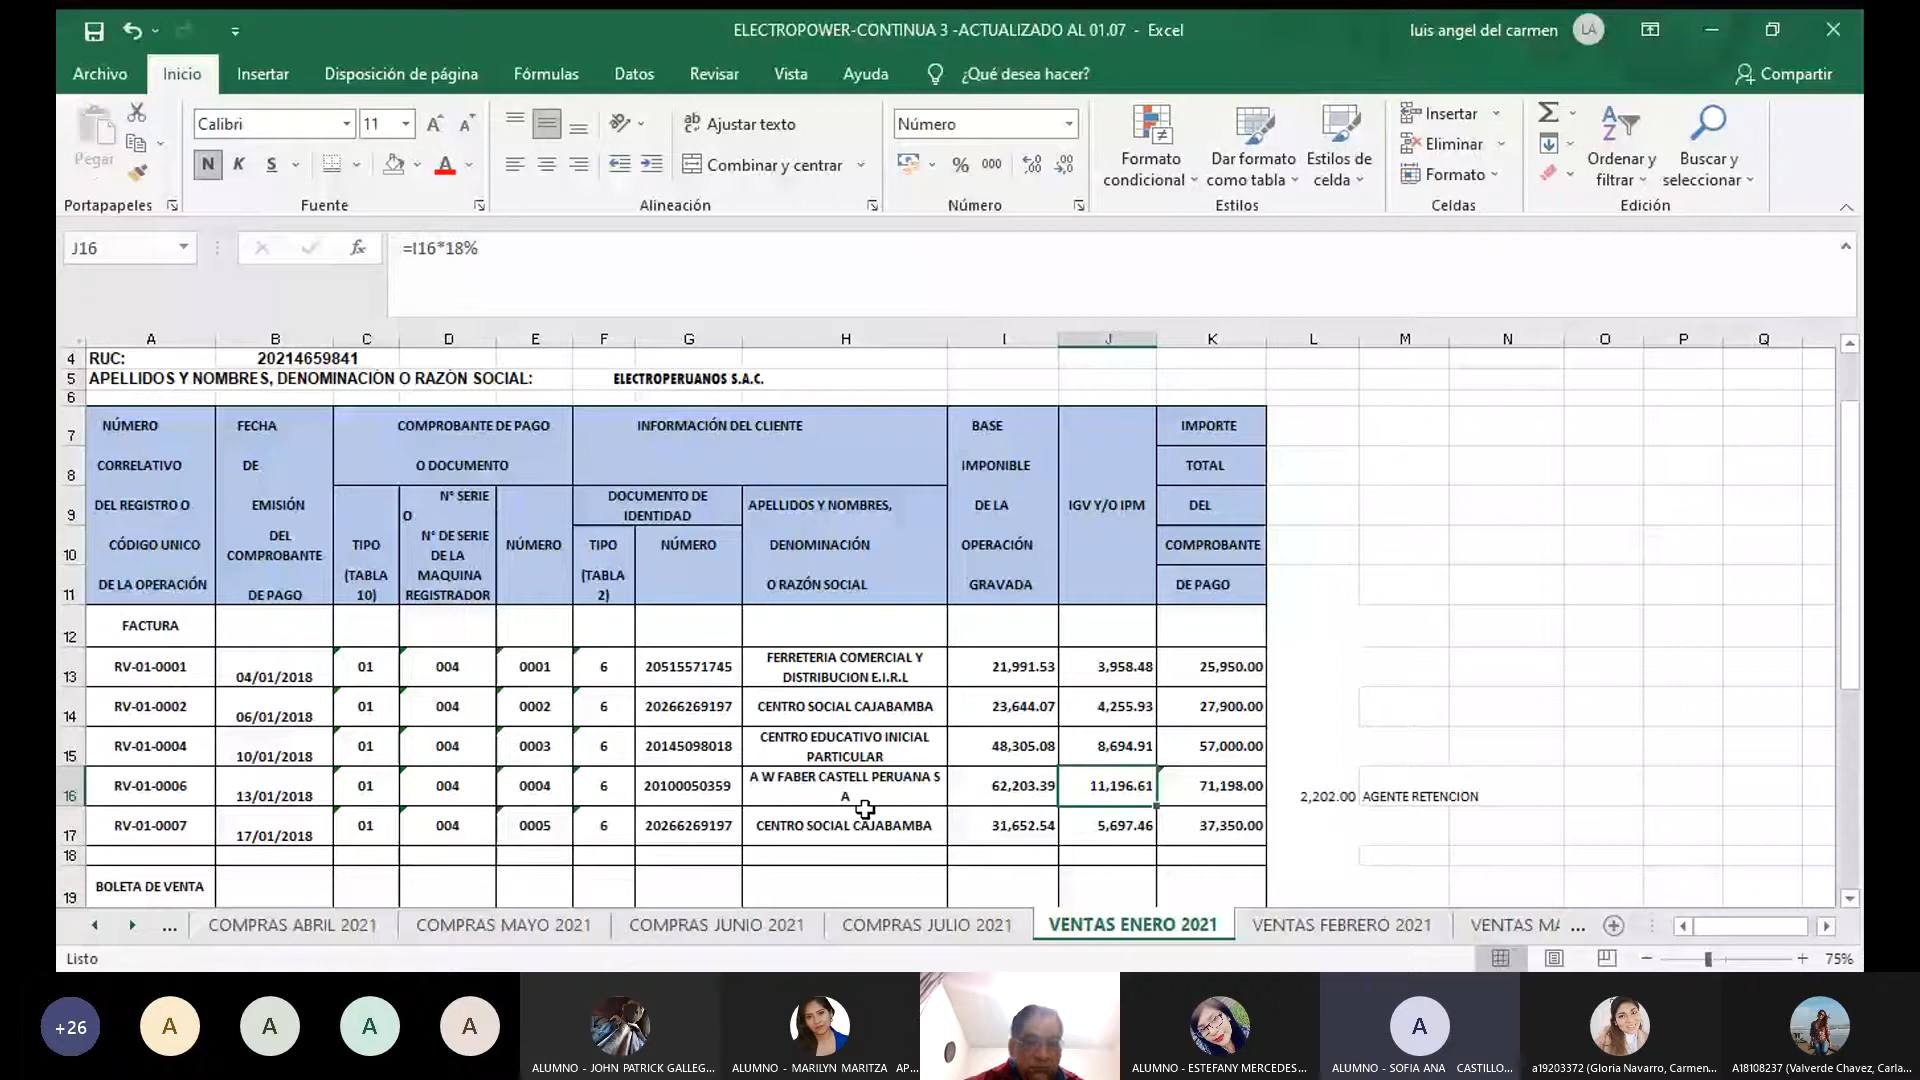 ELECTROPOWER-CONTINUA 3 -ACTUALIZADO AL 01.07 - Excel
luis angel del carmen LA
Archivo Inicio Insertar Disposición de página Fórmulas Datos Revisar Vista Ayuda ¿Qué desea hacer? Compartir
Pegar
Calibri 11
N K S
Ajustar texto
Combinar y centrar
Número
% 000
Formato condicional
Dar formato como tabla
Estilos de celda
Insertar
Eliminar
Formato
Ordenar y filtrar
Buscar y seleccionar
Portapapeles Fuente Alineación Número Estilos Celdas Edición
J16 fx =I16*18%
A B C D E F G H I J K L M N O P Q
4 RUC: 20214659841
5 APELLIDOS Y NOMBRES, DENOMINACIÓN O RAZÓN SOCIAL: ELECTROPERUANOS S.A.C.
6
7 NÚMERO FECHA COMPROBANTE DE PAGO INFORMACIÓN DEL CLIENTE BASE IMPORTE
8 CORRELATIVO DE O DOCUMENTO IMPONIBLE TOTAL
N° SERIE
9 DEL REGISTRO O EMISIÓN O DOCUMENTO DE IDENTIDAD APELLIDOS Y NOMBRES, DE LA IGV Y/O IPM DEL
10 CÓDIGO UNICO DEL COMPROBANTE TIPO N° DE SERIE DE LA NÚMERO TIPO NÚMERO DENOMINACIÓN OPERACIÓN COMPROBANTE
11 DE LA OPERACIÓN DE PAGO (TABLA 10) MAQUINA REGISTRADOR (TABLA 2) O RAZÓN SOCIAL GRAVADA DE PAGO
12 FACTURA
13 RV-01-0001 04/01/2018 01 004 0001 6 20515571745 FERRETERIA COMERCIAL Y DISTRIBUCION E.I.R.L 21,991.53 3,958.48 25,950.00
14 RV-01-0002 06/01/2018 01 004 0002 6 20266269197 CENTRO SOCIAL CAJABAMBA 23,644.07 4,255.93 27,900.00
15 RV-01-0004 10/01/2018 01 004 0003 6 20145098018 CENTRO EDUCATIVO INICIAL PARTICULAR 48,305.08 8,694.91 57,000.00
16 RV-01-0006 13/01/2018 01 004 0004 6 20100050359 A W FABER CASTELL PERUANA S A 62,203.39 11,196.61 71,198.00 2,202.00 AGENTE RETENCION
17 RV-01-0007 17/01/2018 01 004 0005 6 20266269197 CENTRO SOCIAL CAJABAMBA 31,652.54 5,697.46 37,350.00
18
19 BOLETA DE VENTA
... COMPRAS ABRIL 2021 COMPRAS MAYO 2021 COMPRAS JUNIO 2021 COMPRAS JULIO 2021 VENTAS ENERO 2021 VENTAS FEBRERO 2021 VENTAS MA ...
Listo 75%
+26 A A A A A
ALUMNO - JOHN PATRICK GALLEG... ALUMNO - MARILYN MARITZA AP... ALUMNO - ESTEFANY MERCEDES... ALUMNO - SOFIA ANA CASTILLO... a19203372 (Gloria Navarro, Carmen... A18108237 (Valverde Chavez, Carla...